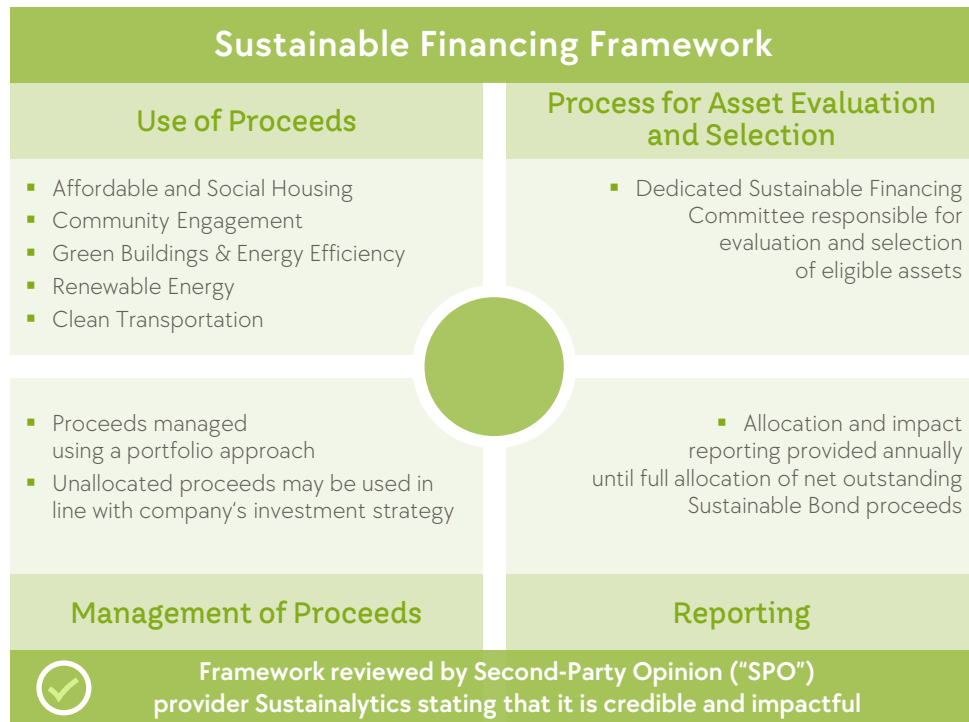 Sustainable Financing Framework
Use of Proceeds
▪ Affordable and Social Housing
▪ Community Engagement
▪ Green Buildings & Energy Efficiency
▪ Renewable Energy
▪ Clean Transportation
Process for Asset Evaluation
and Selection
▪ Dedicated Sustainable Financing
Committee responsible for
evaluation and selection
of eligible assets
▪ Proceeds managed
using a portfolio approach
▪ Unallocated proceeds may be used in
line with company’s investment strategy
Management of Proceeds
▪ Allocation and impact
reporting provided annually
until full allocation of net outstanding
Sustainable Bond proceeds
Reporting
Framework reviewed by Second-Party Opinion (“SPO”)
provider Sustainalytics stating that it is credible and impactful